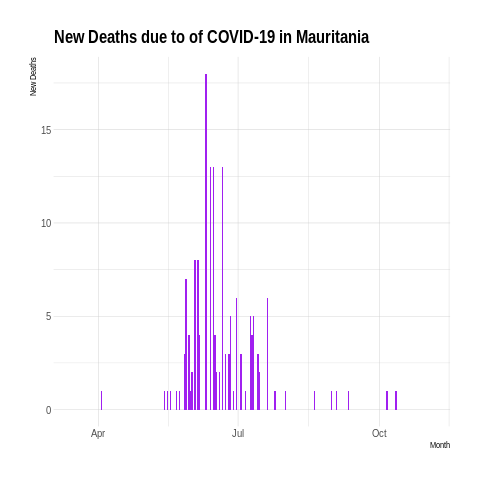 New Deaths due to of COVID-19 in Mauritania
New Deaths
15
10
5
0
Apr
Jul
Oct
Month